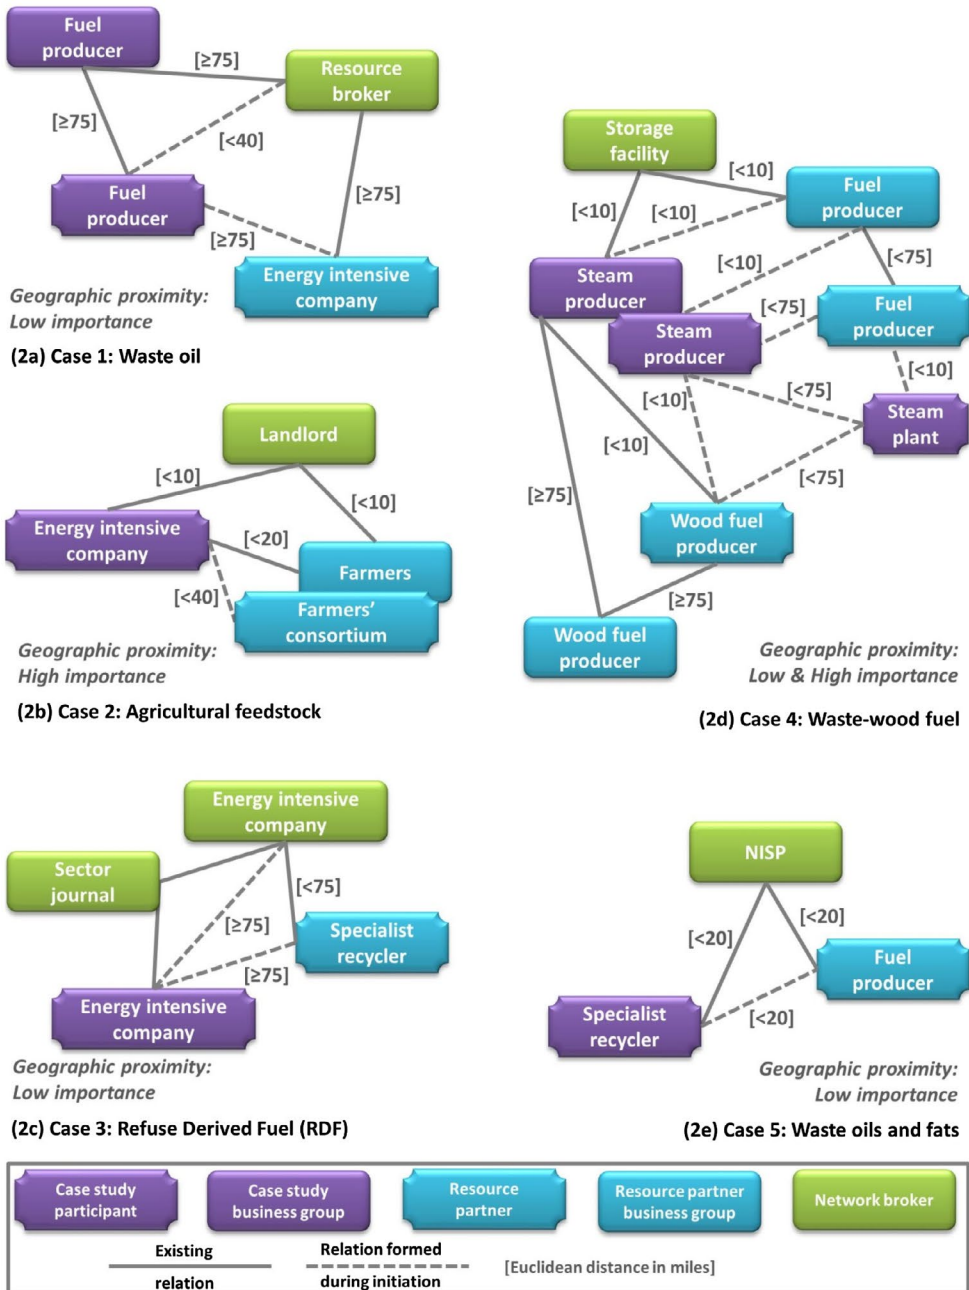 Fuel
producer
[≥75]
Resource
broker
[≥75]
[<40]
Fuel
producer
[≥75]
[≥75]
Energy intensive
company
Geographic proximity:
Low importance
(2a) Case 1: Waste oil
Landlord
[<10]
[<10]
Energy intensive
company
[<20]
Farmers
[<40]
Farmers'
consortium
Geographic proximity:
High importance
(2b) Case 2: Agricultural feedstock
Storage
facility
[<10]
Fuel
producer
[<10]
[<10]
[<10]
[<75]
Steam
producer
Fuel
producer
[<75]
Steam
producer
[<10]
[<75]
[<10]
Steam
plant
[<10]
[<75]
[≥75]
Wood fuel
producer
[≥75]
Wood fuel
producer
Geographic proximity:
Low & High importance
(2d) Case 4: Waste-wood fuel
Energy intensive
company
Sector
journal
[<75]
[≥75]
Specialist
recycler
[≥75]
Energy intensive
company
Geographic proximity:
Low importance
(2c) Case 3: Refuse Derived Fuel (RDF)
NISP
[<20]
[<20]
Fuel
producer
Specialist
recycler
[<20]
Geographic proximity:
Low importance
(2e) Case 5: Waste oils and fats
Case study
participant
Case study
business group
Resource
partner
Resource partner
business group
Network broker
Existing
relation
Relation formed
during initiation
[Euclidean distance in miles]